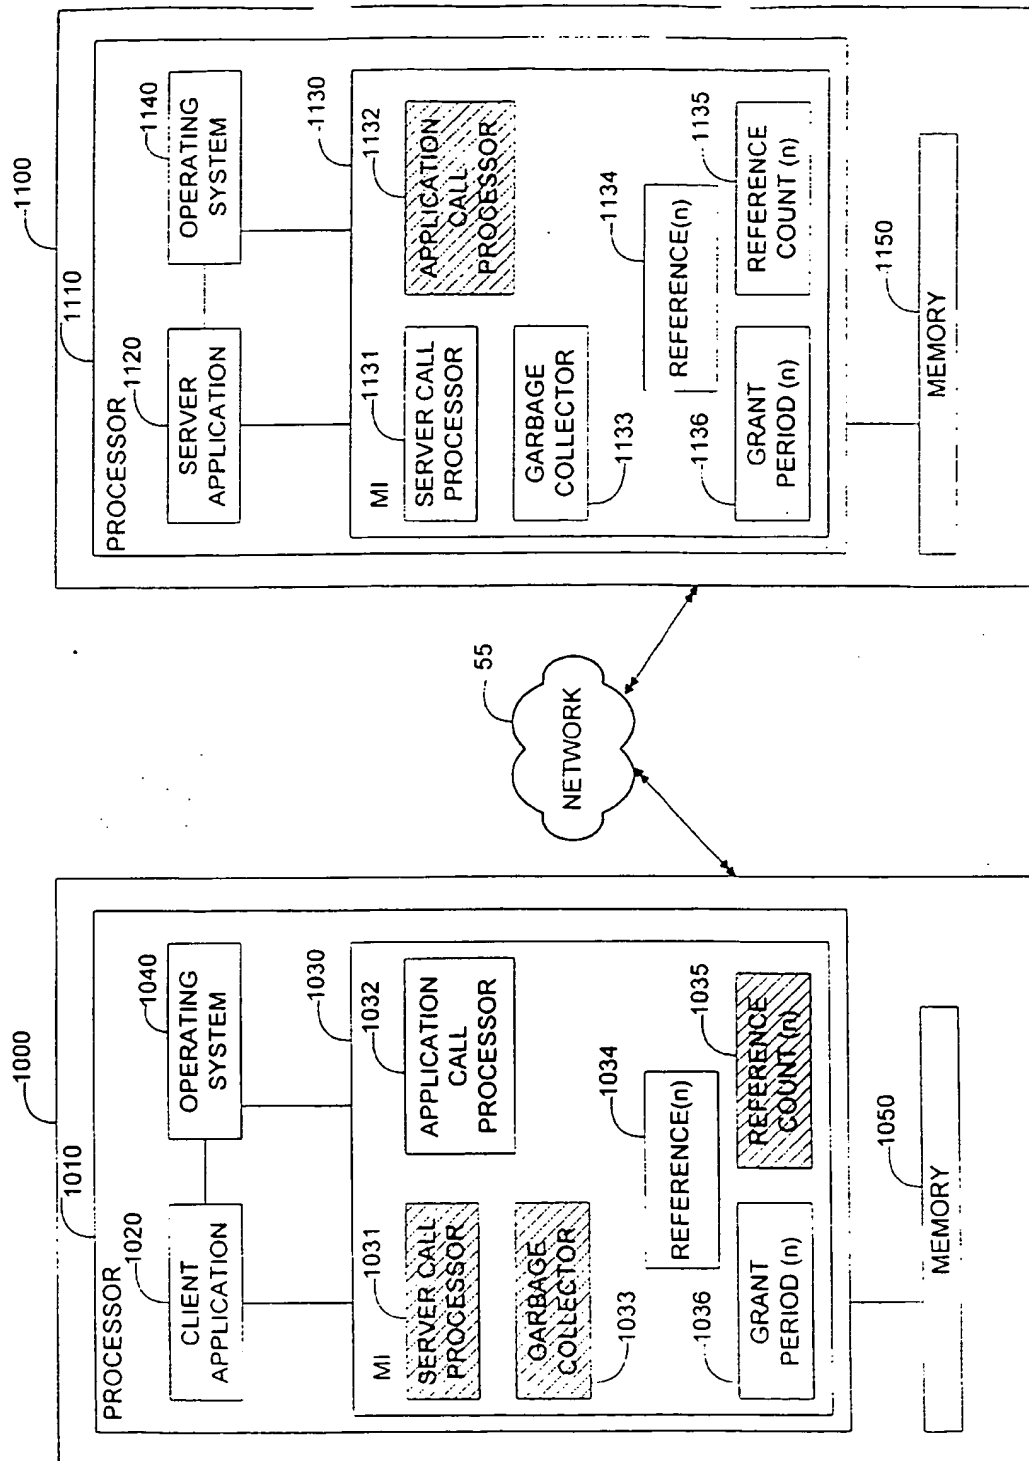 1000
1010
PROCESSOR
1020
CLIENT
APPLICATION
1040
OPERATING
SYSTEM
1030
MI
1031
SERVER CALL
PROCESSOR
1032
APPLICATION
CALL
PROCESSOR
GARBAGE
COLLECTOR
1033
1034
REFERENCE(n)
1036
GRANT
PERIOD (n)
1035
REFERENCE
COUNT (n)
1050
MEMORY
55
NETWORK
1100
1110
PROCESSOR
1120
SERVER
APPLICATION
1140
OPERATING
SYSTEM
1130
MI
1131
SERVER CALL
PROCESSOR
1132
APPLICATION
CALL
PROCESSOR
GARBAGE
COLLECTOR
1133
1134
REFERENCE(n)
1136
GRANT
PERIOD (n)
1135
REFERENCE
COUNT (n)
1150
MEMORY